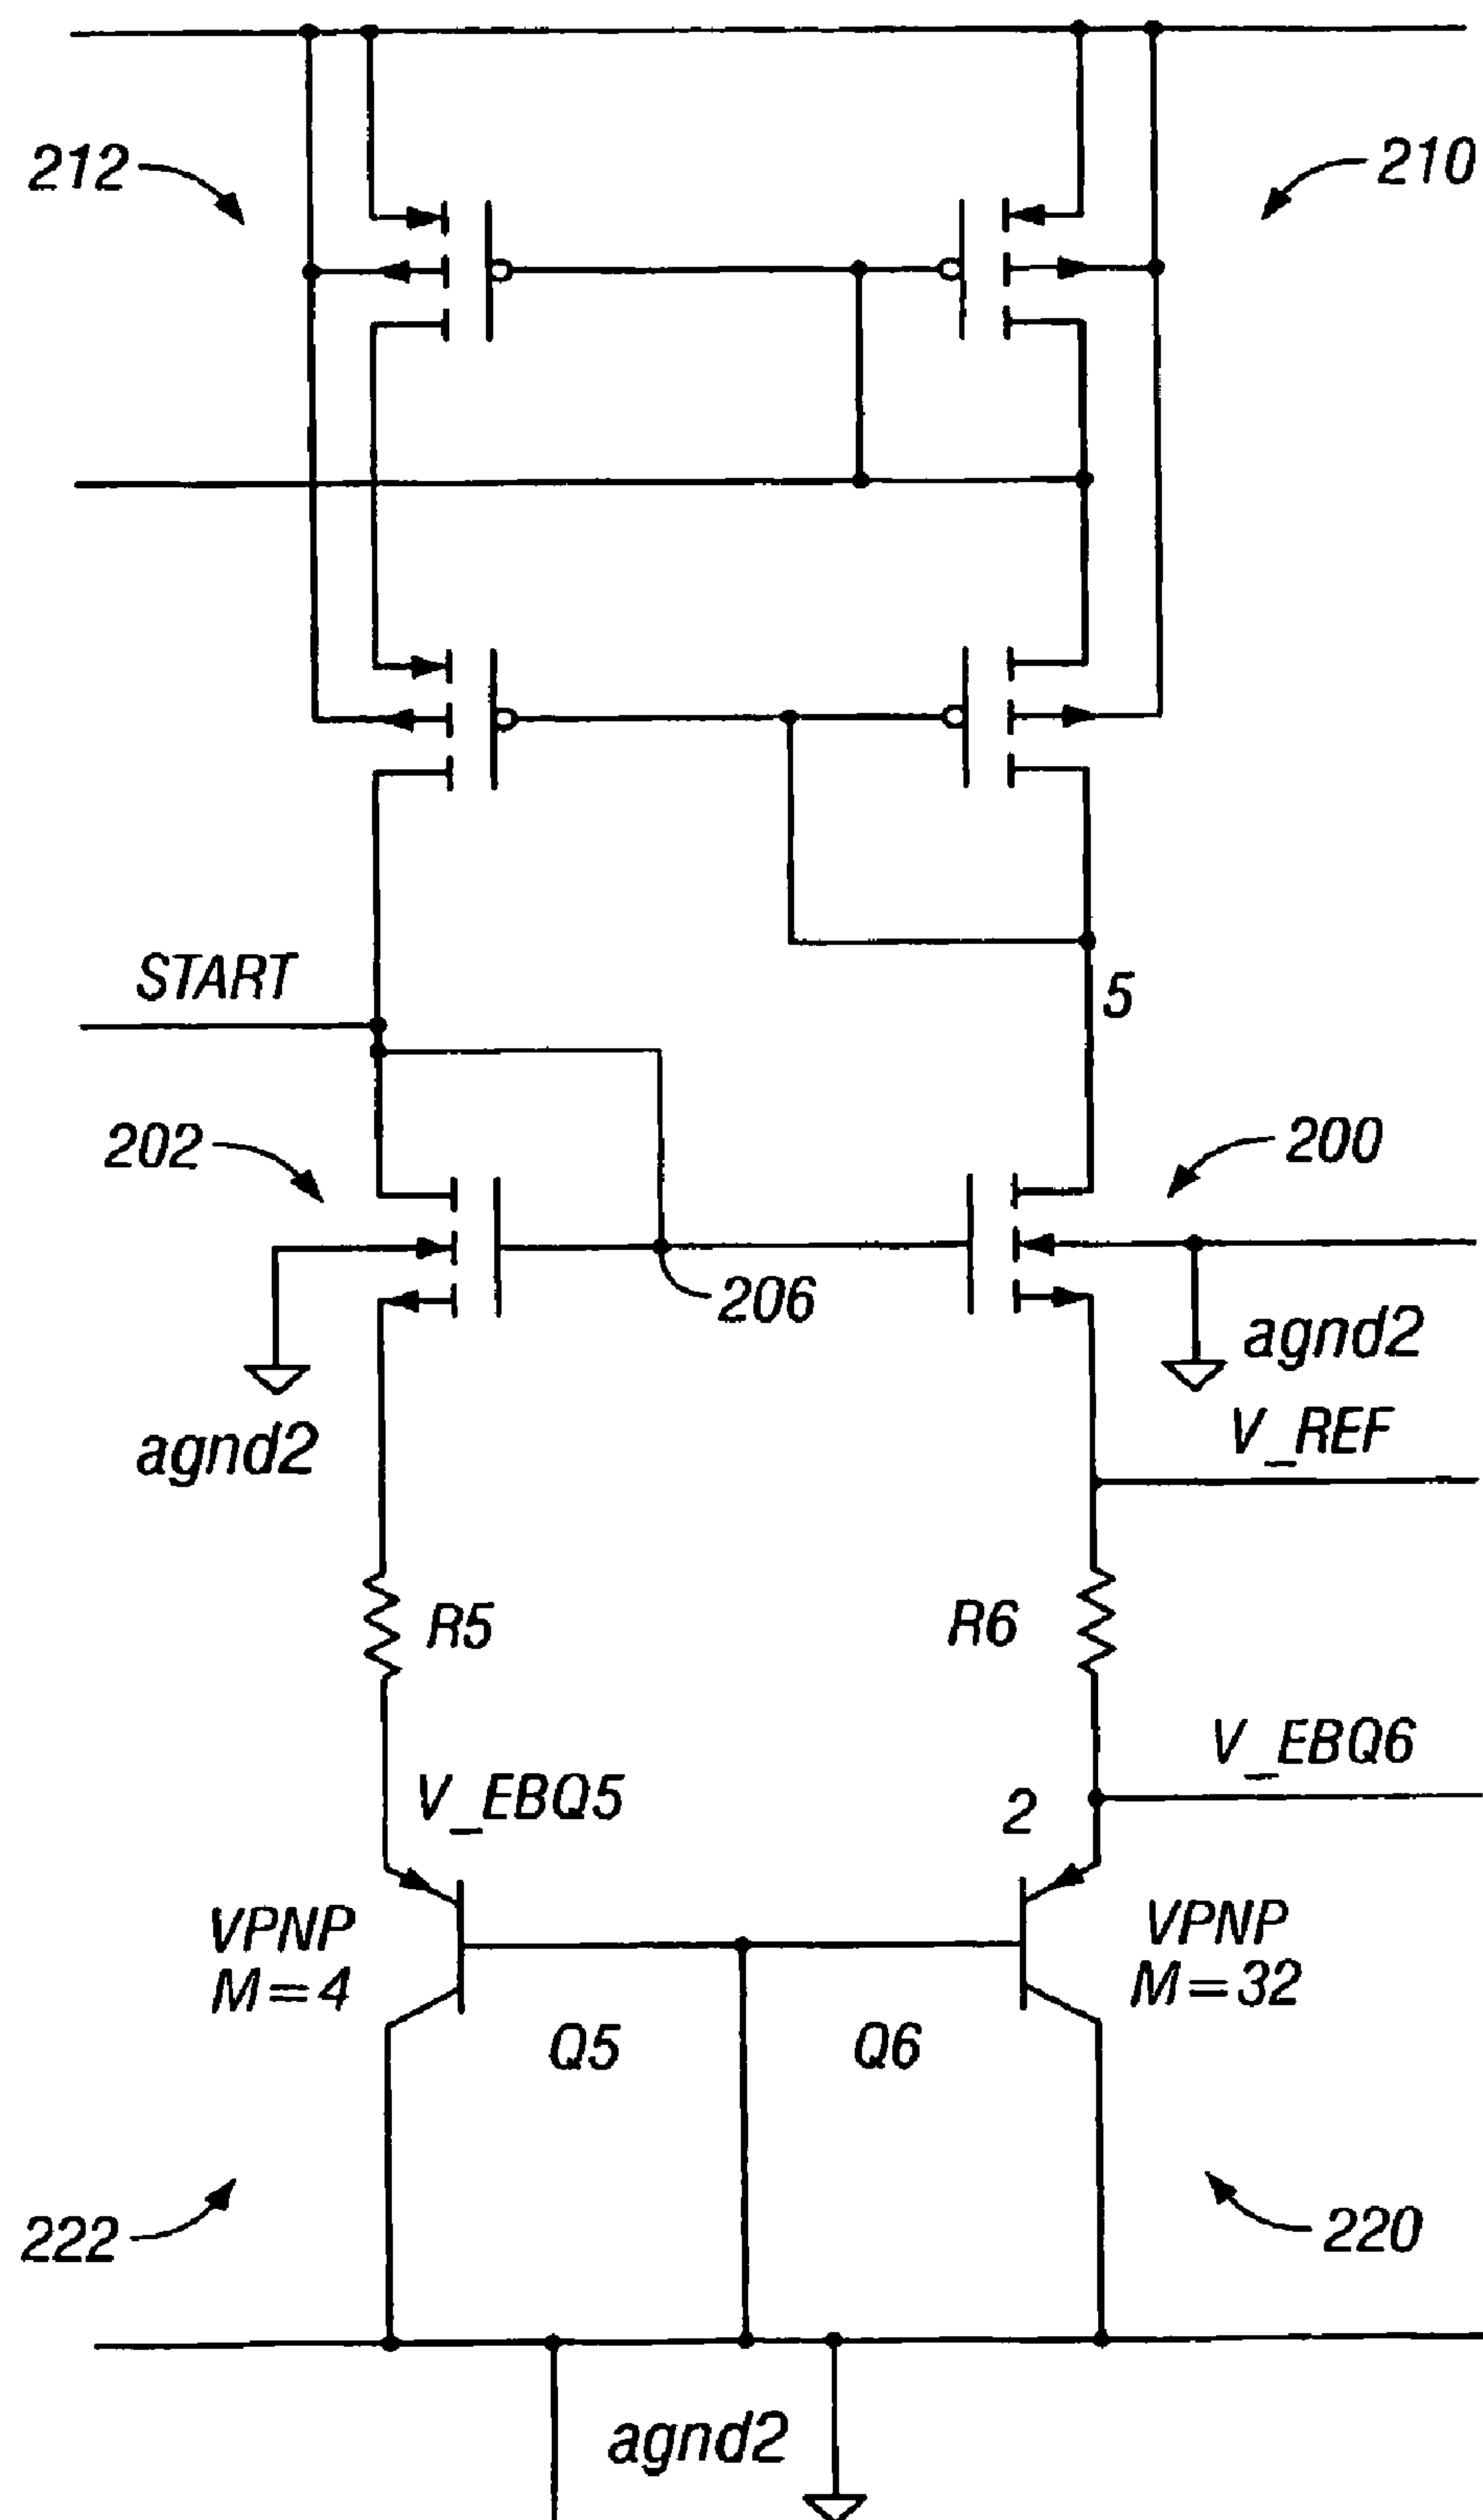 212
210
START
5
202
200
206
agnd2
agnd2
V_REF
R5
R6
V_EBQ6
V_EBQ5
2
VPNP
M=4
VPNP
M=32
Q5
Q6
222
220
agnd2